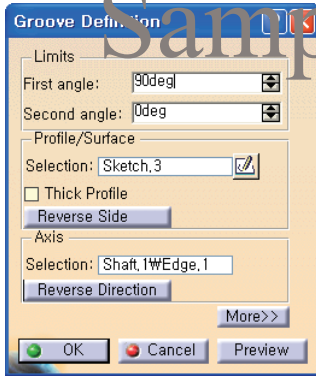 Groove Definition
Samp
Limits
First angle: 90deg
Second angle: 0deg
Profile/Surface
Selection: Sketch,3
Thick Profile
Reverse Side
Axis
Selection: Shaft,1₩Edge,1
Reverse Direction
More>>
OK Cancel Preview